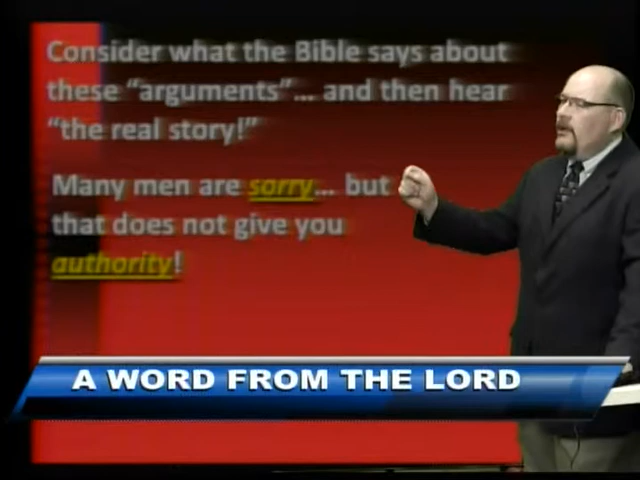 Consider what the Bible says about
these “arguments”... and then hear
“the real story!”
Many men are sorry... but
that does not give you
authority!
A WORD FROM THE LORD